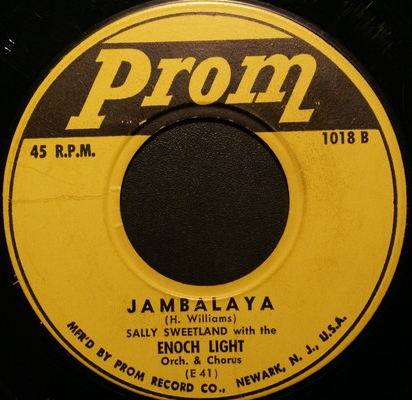 Prom
45 R.P.M.
1018 B
JAMBALAYA
(H. Williams)
SALLY SWEETLAND with the
ENOCH LIGHT
Orch. & Chorus
(E 41)
MFR'D BY PROM RECORD CO., NEWARK, N. J., U.S.A.